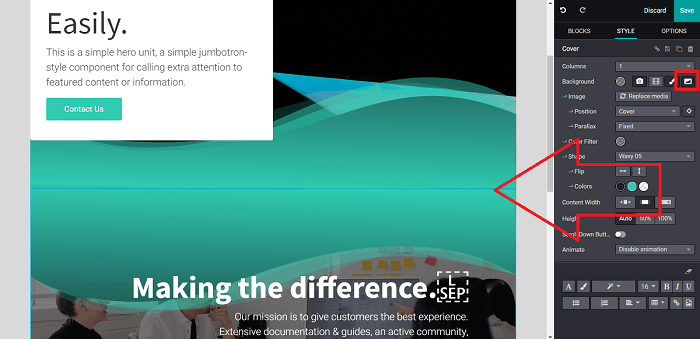 Easily.
This is a simple hero unit, a simple jumbotron-
style component for calling extra attention to
featured content or information.
Contact Us
Making the difference.
L
SEP
Our mission is to give customers the best experience.
Extensive documentation & guides, an active community,
Discard
Save
BLOCKS
STYLE
OPTIONS
Cover
Columns
1
Background
Image
Replace media
Position
Cover
Parallax
Fixed
Color Filter
Shape
Wavy 05
Flip
Colors
Content Width
Height
Auto
50%
100%
Scroll Down Butt...
Animate
Disable animation
A
16
B
I
U